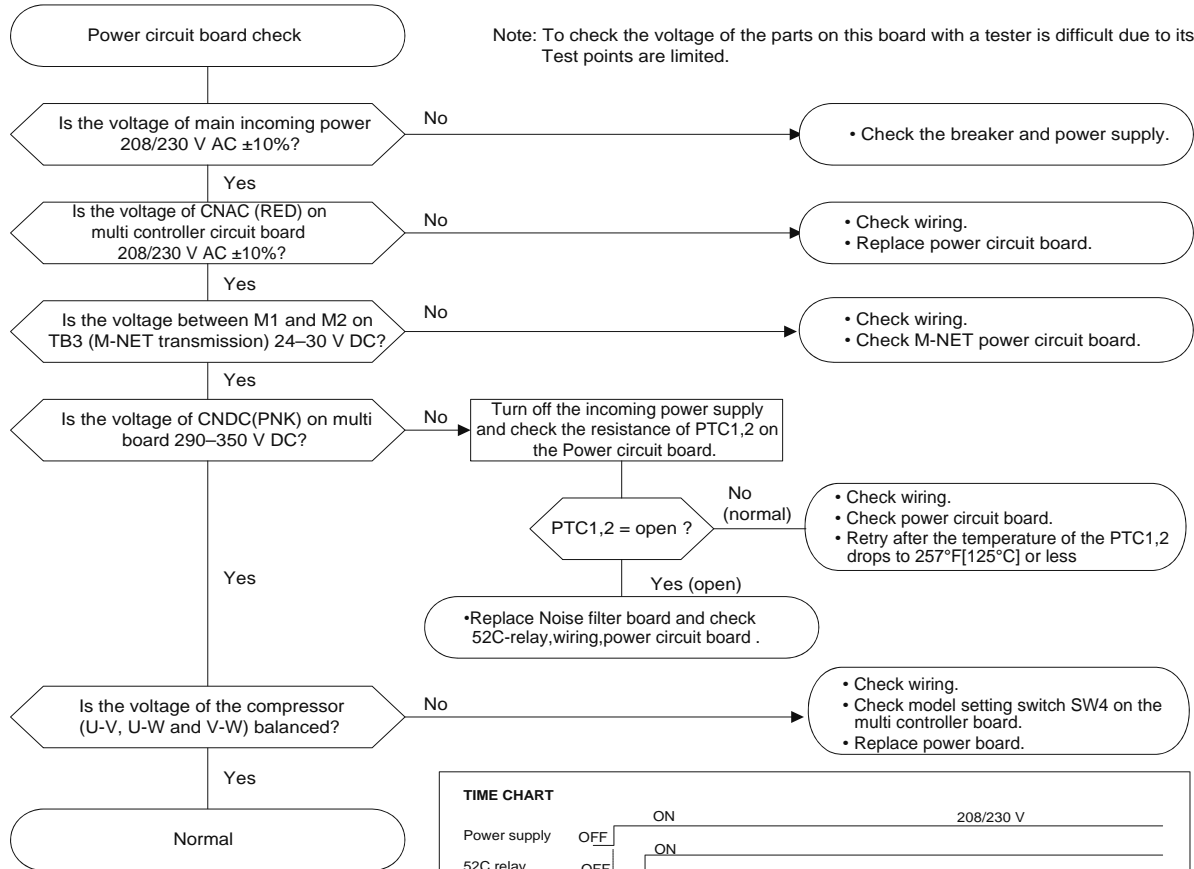 Power circuit board check
Note: To check the voltage of the parts on this board with a tester is difficult due to its
Test points are limited.
Is the voltage of main incoming power
208/230 V AC ±10%?
No
• Check the breaker and power supply.
Yes
Is the voltage of CNAC (RED) on
multi controller circuit board
208/230 V AC ±10%?
No
• Check wiring.
• Replace power circuit board.
Yes
Is the voltage between M1 and M2 on
TB3 (M-NET transmission) 24–30 V DC?
No
• Check wiring.
• Check M-NET power circuit board.
Yes
Is the voltage of CNDC(PNK) on multi
board 290–350 V DC?
No
Turn off the incoming power supply
and check the resistance of PTC1,2 on
the Power circuit board.
PTC1,2 = open ?
No
(normal)
• Check wiring.
• Check power circuit board.
• Retry after the temperature of the PTC1,2
drops to 257°F[125°C] or less
Yes (open)
•Replace Noise filter board and check
52C-relay,wiring,power circuit board .
Yes
Is the voltage of the compressor
(U-V, U-W and V-W) balanced?
No
• Check wiring.
• Check model setting switch SW4 on the
multi controller board.
• Replace power board.
Yes
Normal
TIME CHART
ON
208/230 V
Power supply
OFF
ON
52C relay
OFF